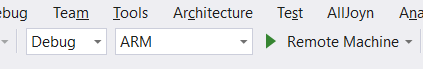 ebug Team Tools Architecture Test AllJoyn Ana
Debug ARM Remote Machine